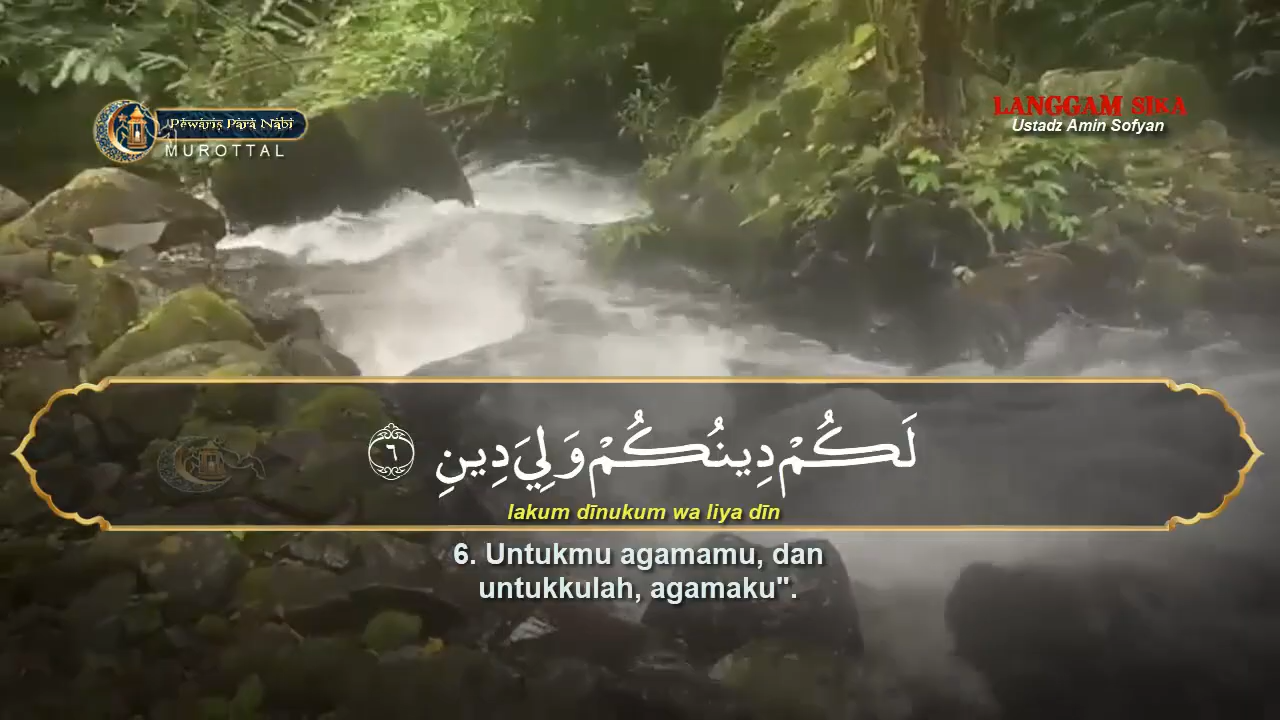 Pewaris Para Nabi
MUROTTAL
LANGGAM SIKA
Ustadz Amin Sofyan
لَكُمْ دِينُكُمْ وَلِيَ دِينِ ٦
lakum dīnukum wa liya dīn
6. Untukmu agamamu, dan
untukkulah, agamaku".